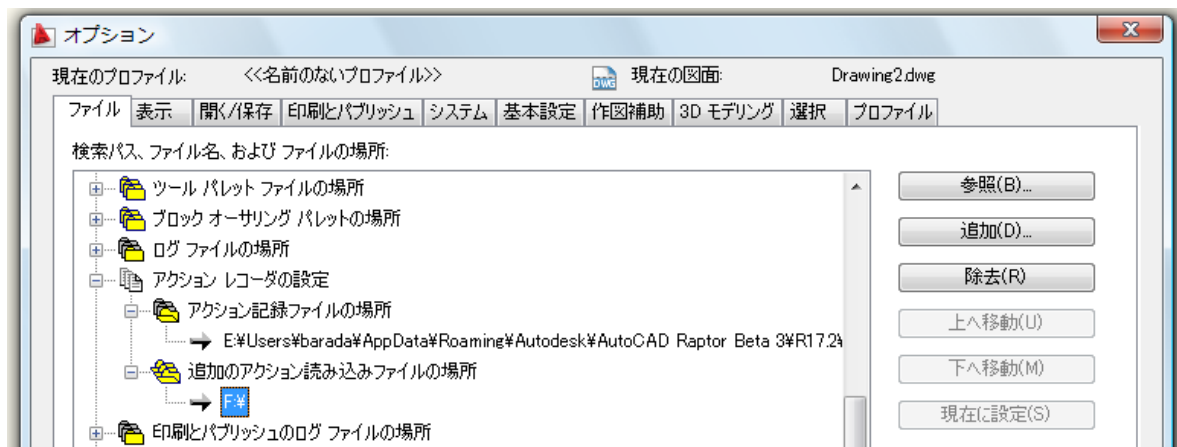 オプション
現在のプロファイル: <<名前のないプロファイル>> 現在の図面: Drawing2.dwg
ファイル 表示 開く/保存 印刷とパブリッシュ システム 基本設定 作図補助 3D モデリング 選択 プロファイル
検索パス、ファイル名、および ファイルの場所:
ツール パレット ファイルの場所
参照(B)...
ブロック オーサリング パレットの場所
追加(D)...
ログ ファイルの場所
アクション レコーダの設定
除去(R)
アクション記録ファイルの場所
上へ移動(U)
E:¥Users¥barada¥AppData¥Roaming¥Autodesk¥AutoCAD Raptor Beta 3¥R17.2¥
追加のアクション読み込みファイルの場所
下へ移動(M)
F:¥
現在に設定(S)
印刷とパブリッシュのログ ファイルの場所